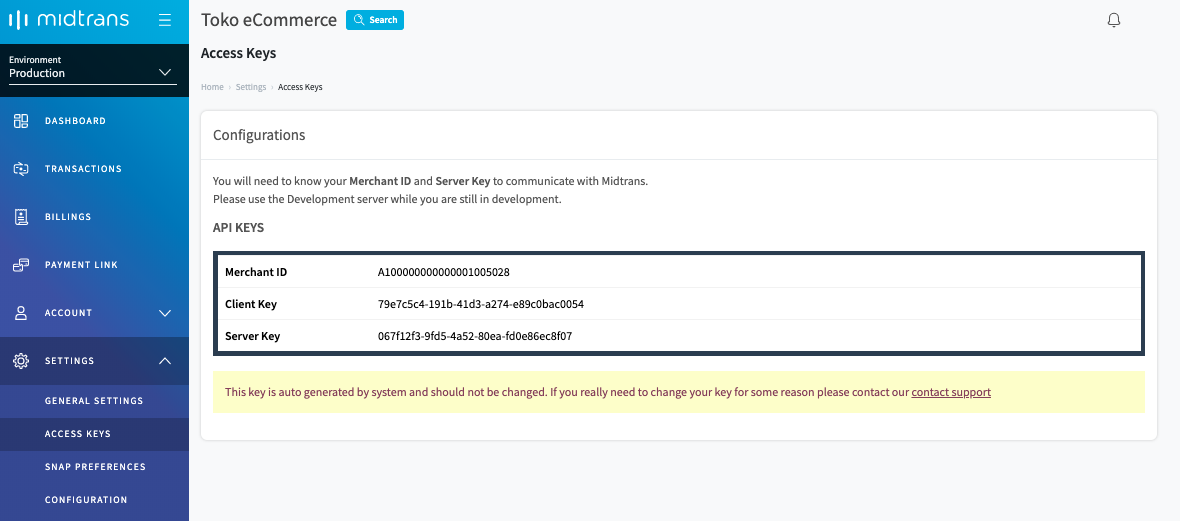 midtrans
Toko eCommerce
Search
Access Keys
Environment
Production
Home › Settings › Access Keys
DASHBOARD
TRANSACTIONS
BILLINGS
PAYMENT LINK
ACCOUNT
SETTINGS
GENERAL SETTINGS
ACCESS KEYS
SNAP PREFERENCES
CONFIGURATION
Configurations
You will need to know your Merchant ID and Server Key to communicate with Midtrans.
Please use the Development server while you are still in development.
API KEYS
Merchant ID A100000000000001005028
Client Key 79e7c5c4-191b-41d3-a274-e89c0bac0054
Server Key 067f12f3-9fd5-4a52-80ea-fd0e86ec8f07
This key is auto generated by system and should not be changed. If you really need to change your key for some reason please contact our contact support